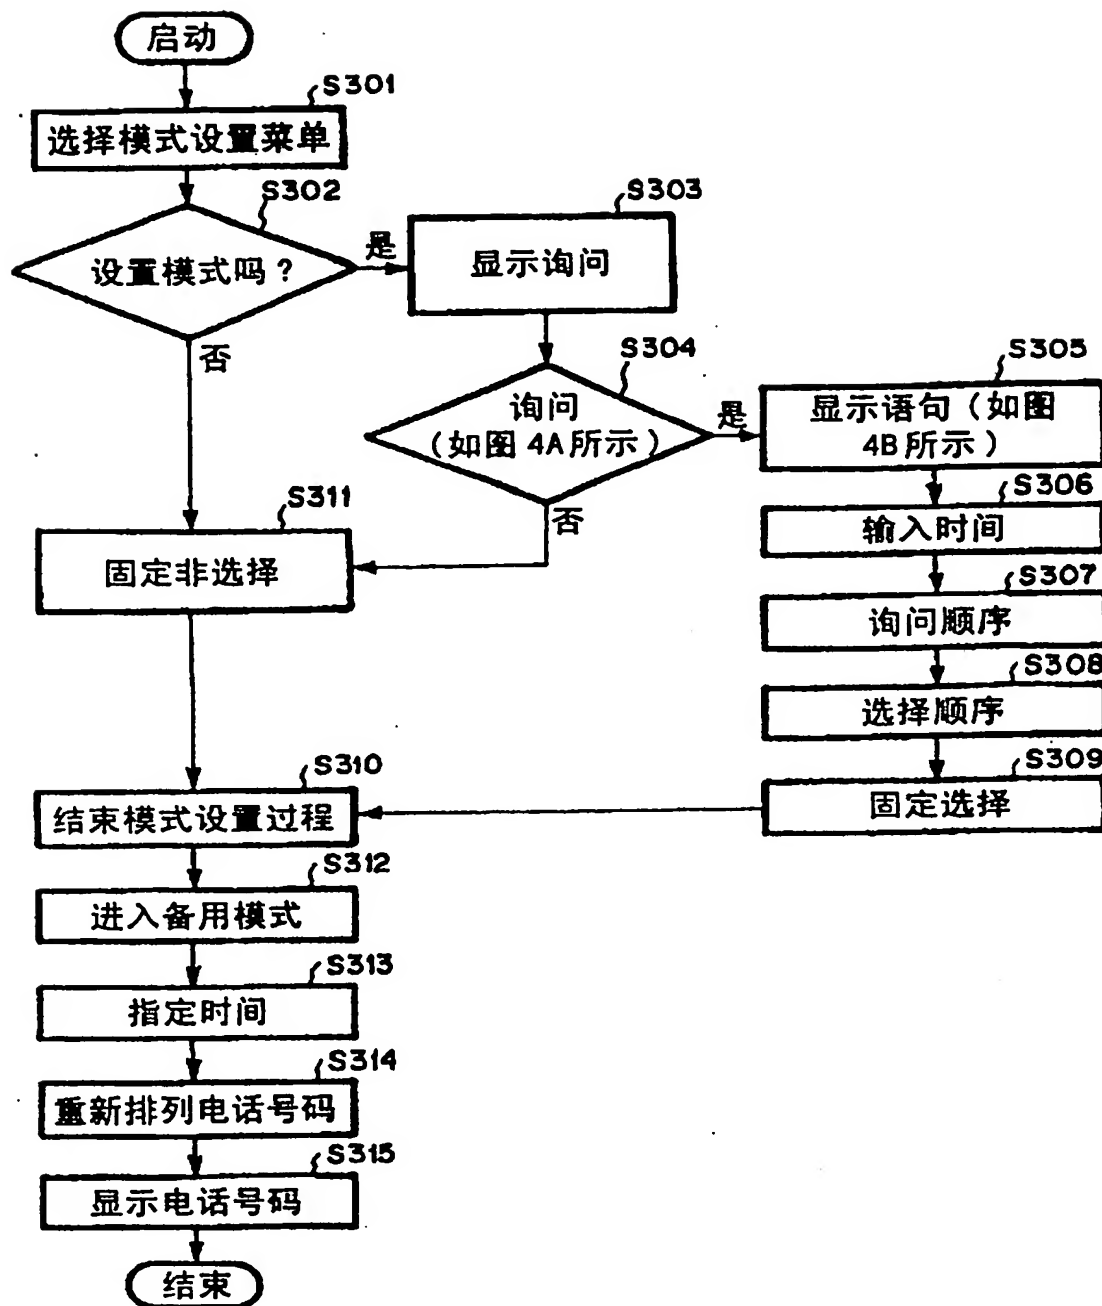 启动
S301
选择模式设置菜单
S302
设置模式吗?
是
否
S303
显示询问
S304
询问
(如图 4A所示)
是
否
S305
显示语句(如图
4B所示)
S306
输入时间
S307
询问顺序
S308
选择顺序
S309
固定选择
S311
固定非选择
S310
结束模式设置过程
S312
进入备用模式
S313
指定时间
S314
重新排列电话号码
S315
显示电话号码
结束